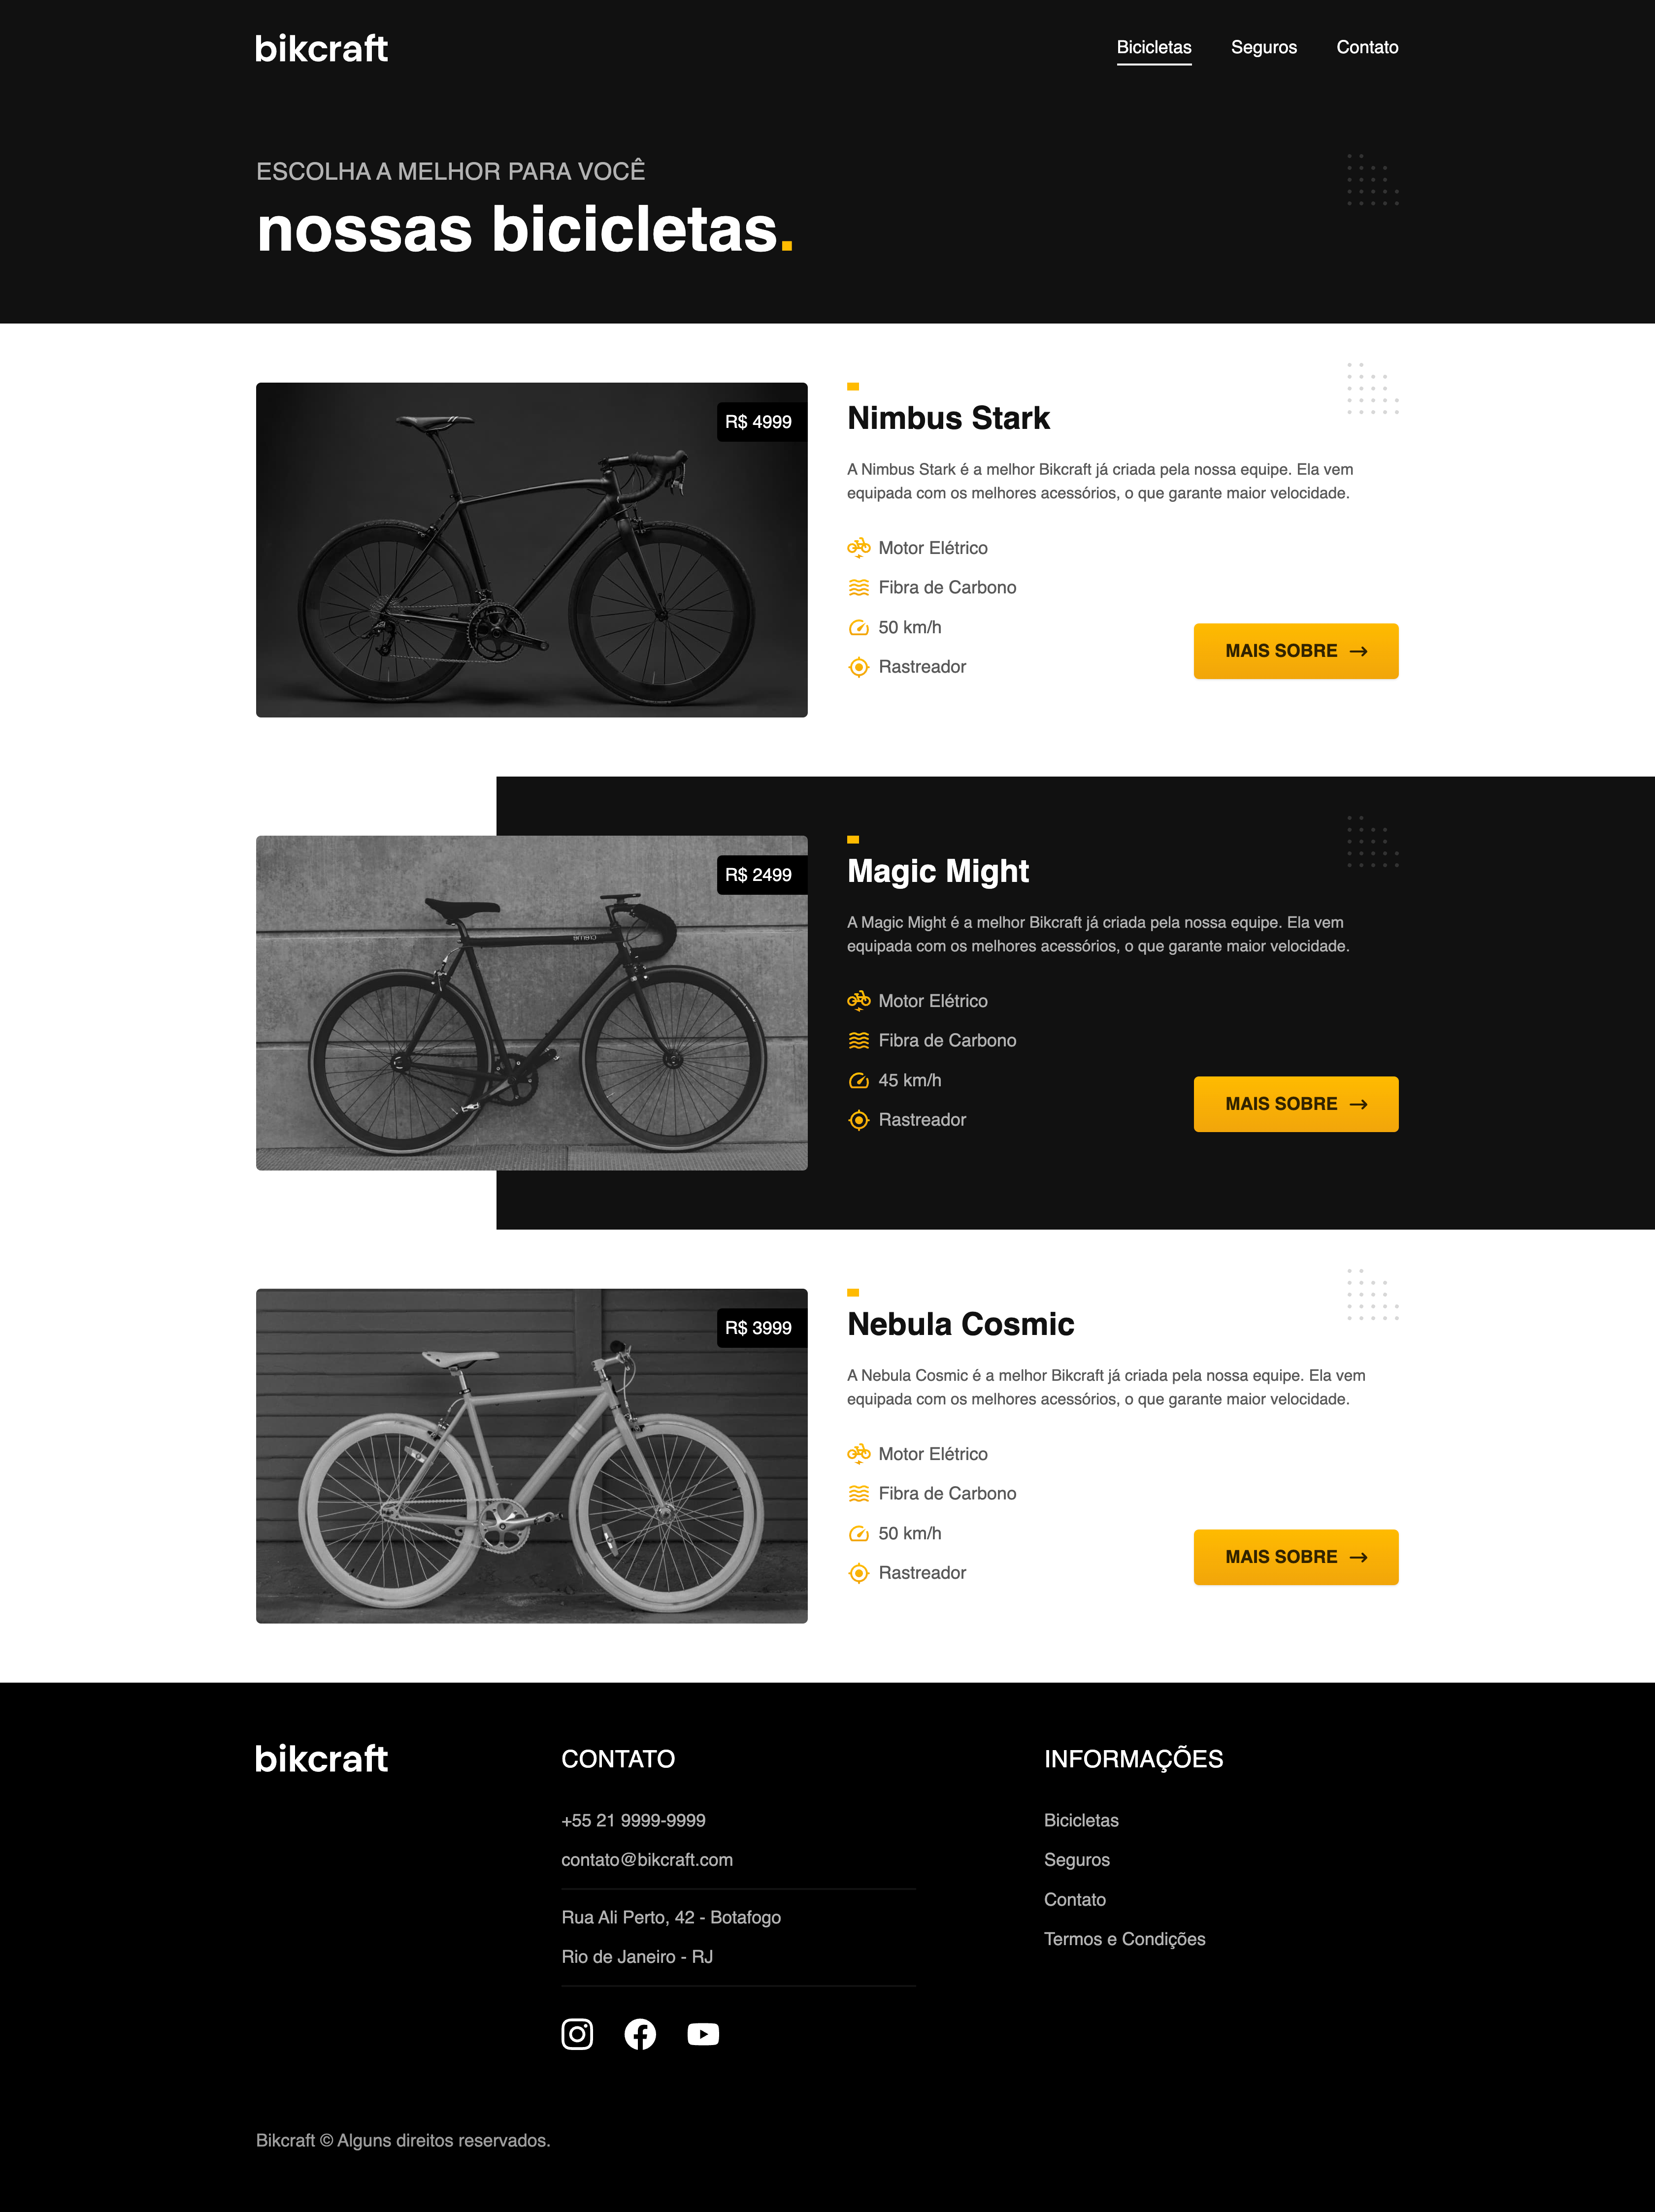 bikcraft
Bicicletas
Seguros
Contato
ESCOLHA A MELHOR PARA VOCÊ
nossas bicicletas.
R$ 4999
Nimbus Stark
A Nimbus Stark é a melhor Bikcraft já criada pela nossa equipe. Ela vem
equipada com os melhores acessórios, o que garante maior velocidade.
Motor Elétrico
Fibra de Carbono
50 km/h
Rastreador
MAIS SOBRE →
R$ 2499
Magic Might
A Magic Might é a melhor Bikcraft já criada pela nossa equipe. Ela vem
equipada com os melhores acessórios, o que garante maior velocidade.
Motor Elétrico
Fibra de Carbono
45 km/h
Rastreador
MAIS SOBRE →
R$ 3999
Nebula Cosmic
A Nebula Cosmic é a melhor Bikcraft já criada pela nossa equipe. Ela vem
equipada com os melhores acessórios, o que garante maior velocidade.
Motor Elétrico
Fibra de Carbono
50 km/h
Rastreador
MAIS SOBRE →
bikcraft
CONTATO
+55 21 9999-9999
contato@bikcraft.com
Rua Ali Perto, 42 - Botafogo
Rio de Janeiro - RJ
INFORMAÇÕES
Bicicletas
Seguros
Contato
Termos e Condições
Bikcraft © Alguns direitos reservados.